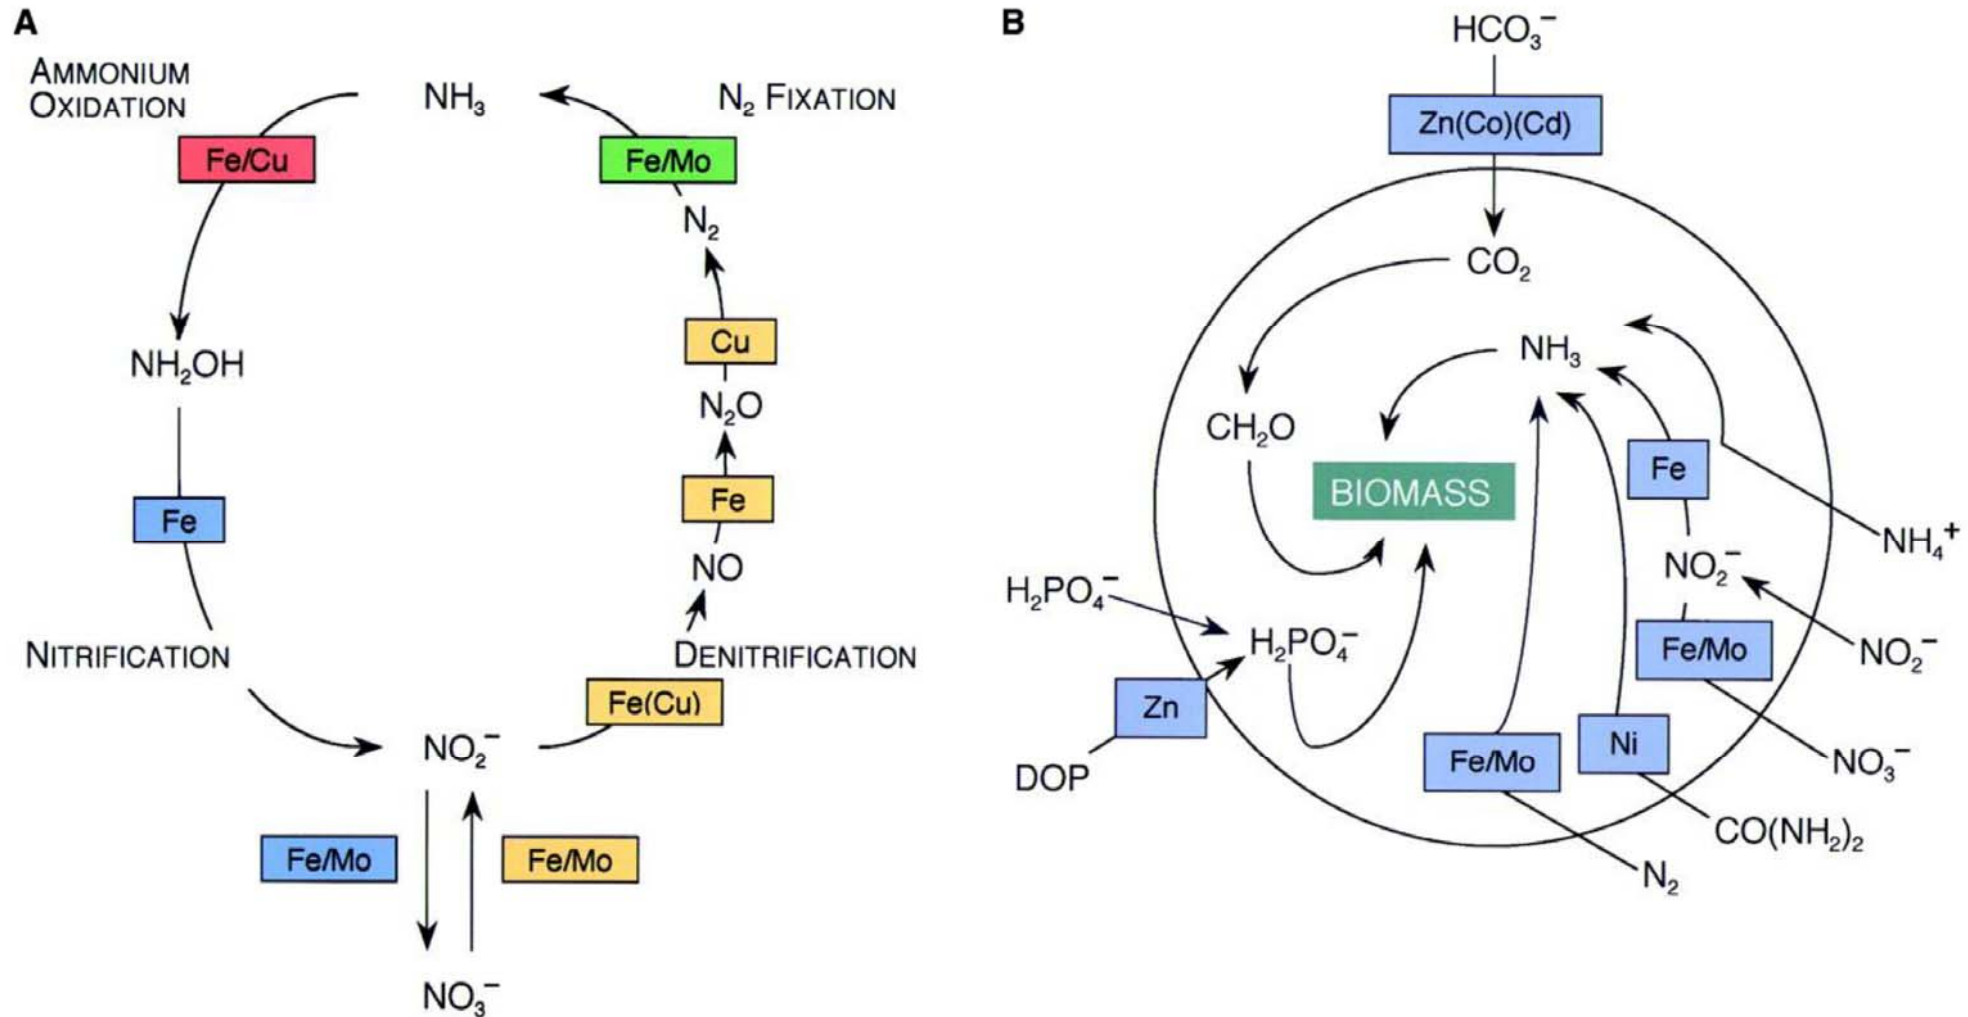 A
AMMONIUM
OXIDATION
NH₃
N₂ FIXATION
Fe/Cu
Fe/Mo
N₂
Cu
NH₂OH
N₂O
Fe
Fe
NO
NITRIFICATION
DENITRIFICATION
Fe(Cu)
NO₂⁻
Fe/Mo
Fe/Mo
NO₃⁻
B
HCO₃⁻
Zn(Co)(Cd)
CO₂
NH₃
CH₂O
Fe
BIOMASS
NH₄⁺
NO₂⁻
H₂PO₄⁻
H₂PO₄⁻
Fe/Mo
NO₂⁻
Zn
Ni
Fe/Mo
NO₃⁻
DOP
CO(NH₂)₂
N₂